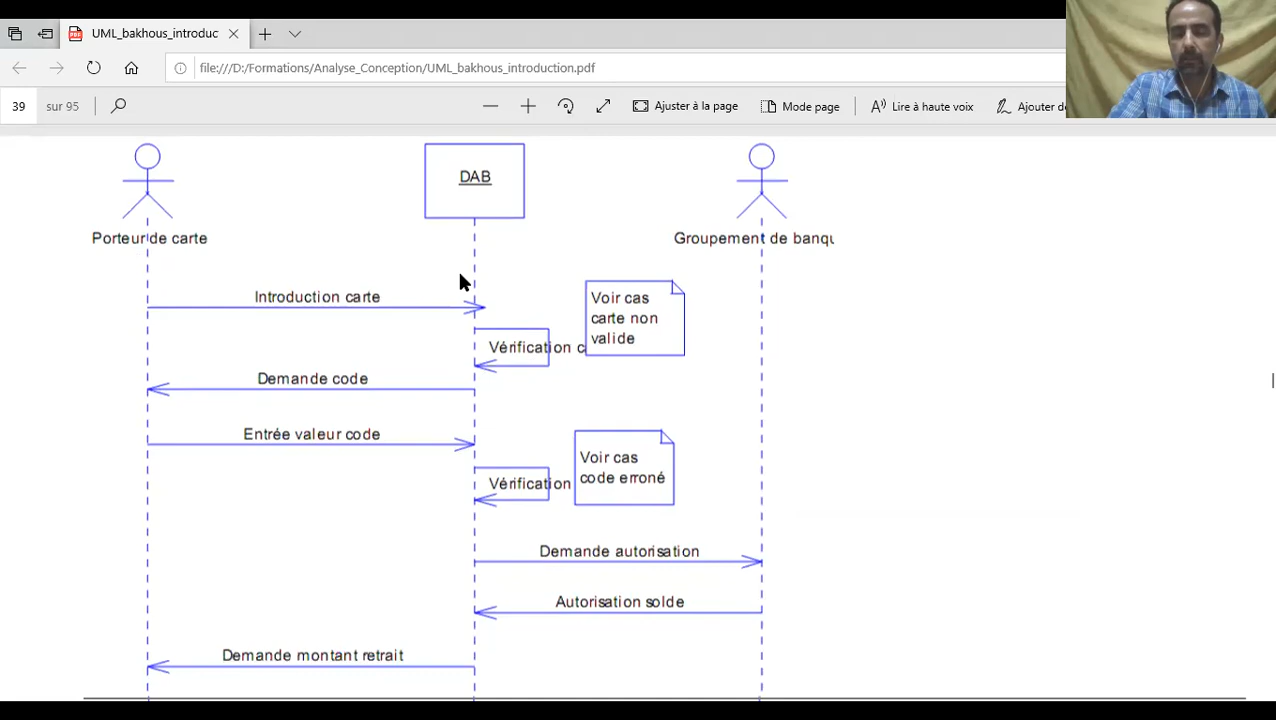 UML_bakhous_introduc
file:///D:/Formations/Analyse_Conception/UML_bakhous_introduction.pdf
39 sur 95
Ajuster à la page
Mode page
Lire à haute voix
Ajouter de
DAB
Porteur de carte
Groupement de banqu
Introduction carte
Voir cas
carte non
valide
Vérification c
Demande code
Entrée valeur code
Voir cas
code erroné
Vérification
Demande autorisation
Autorisation solde
Demande montant retrait